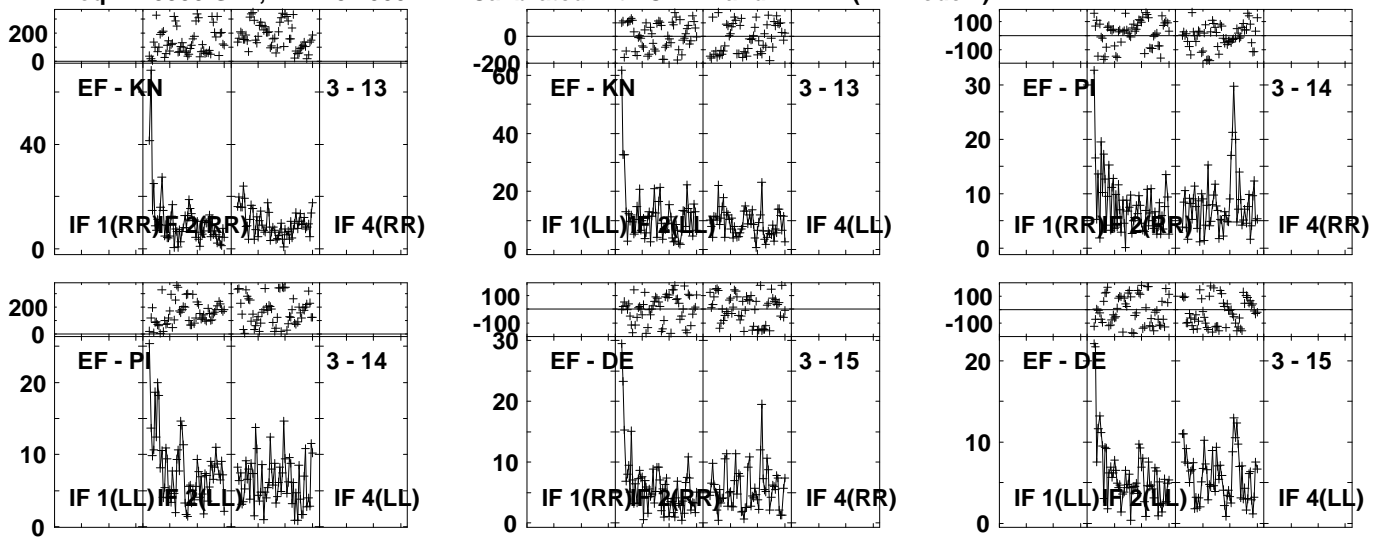 200
0
EF - KN
3 - 13
40
0
IF 1(RR)
IF 2(RR)
IF 4(RR)
0
-200
60
EF - KN
3 - 13
40
20
0
IF 1(LL)
IF 2(LL)
IF 4(LL)
100
-100
30
EF - PI
3 - 14
20
10
0
IF 1(RR)
IF 2(RR)
IF 4(RR)
200
0
EF - PI
3 - 14
20
10
0
IF 1(LL)
IF 2(LL)
IF 4(LL)
100
-100
30
EF - DE
3 - 15
20
10
0
IF 1(RR)
IF 2(RR)
IF 4(RR)
100
-100
20
EF - DE
3 - 15
10
0
IF 1(LL)
IF 2(LL)
IF 4(LL)